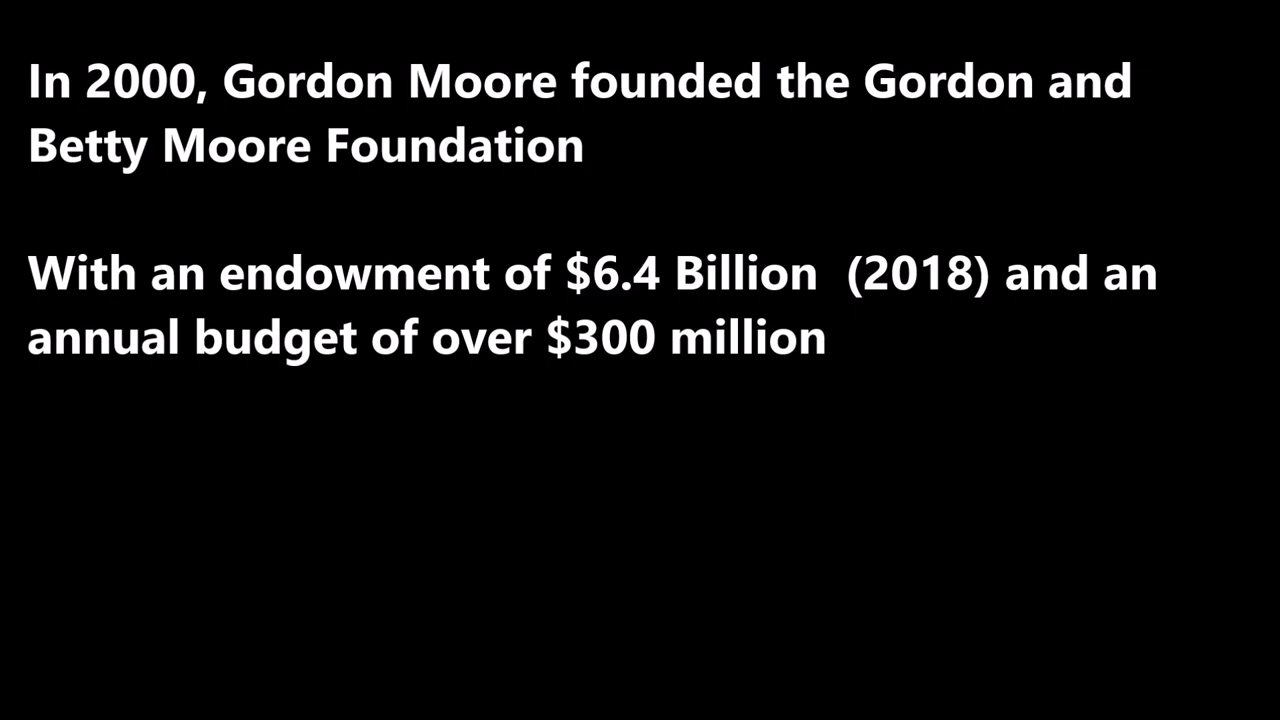 In 2000, Gordon Moore founded the Gordon and
Betty Moore Foundation
With an endowment of $6.4 Billion  (2018) and an
annual budget of over $300 million